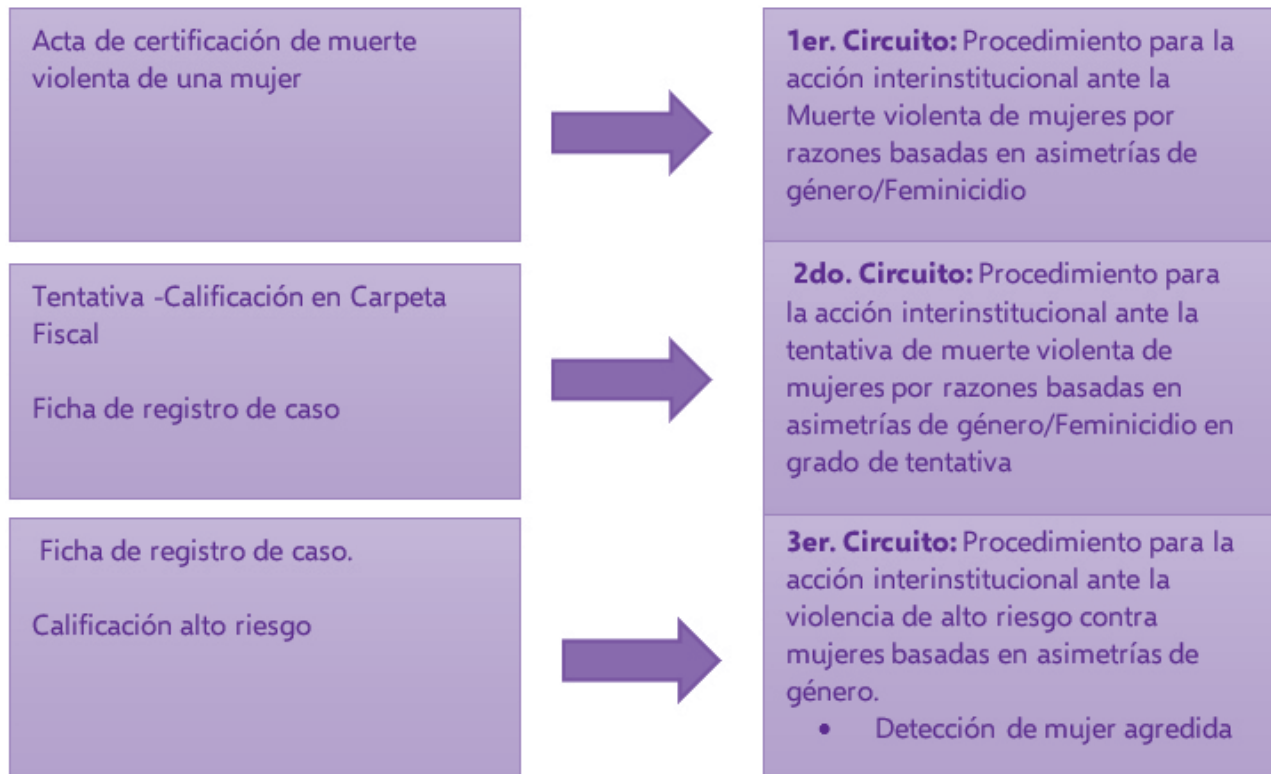 Acta de certificación de muerte
violenta de una mujer
1er. Circuito: Procedimiento para la
acción interinstitucional ante la
Muerte violenta de mujeres por
razones basadas en asimetrías de
género/Feminicidio
Tentativa -Calificación en Carpeta
Fiscal
Ficha de registro de caso
2do. Circuito: Procedimiento para
la acción interinstitucional ante la
tentativa de muerte violenta de
mujeres por razones basadas en
asimetrías de género/Feminicidio en
grado de tentativa
Ficha de registro de caso.
Calificación alto riesgo
3er. Circuito: Procedimiento para la
acción interinstitucional ante la
violencia de alto riesgo contra
mujeres basadas en asimetrías de
género.
• Detección de mujer agredida